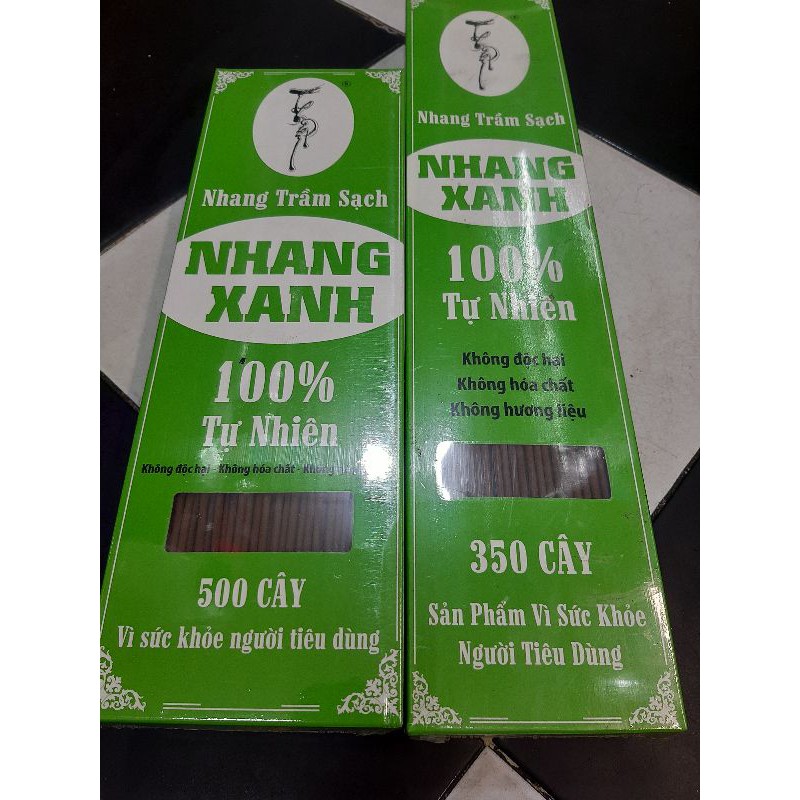 Nhang Trầm Sạch
NHANG
XANH
100%
Tự Nhiên
Không độc hại - Không hóa chất - Không
500 CÂY
Vì sức khỏe người tiêu dùng
Nhang Trầm Sạch
NHANG
XANH
100%
Tự Nhiên
Không độc hại
Không hóa chất
Không hương liệu
350 CÂY
Sản Phẩm Vì Sức Khỏe
Người Tiêu Dùng